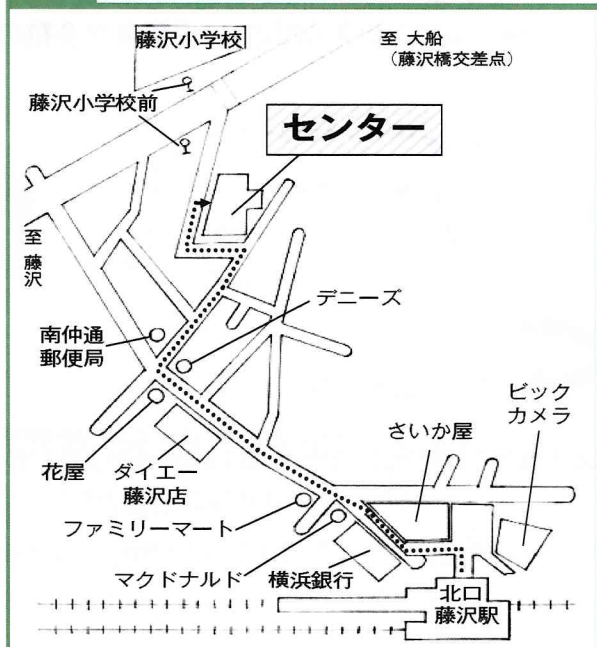 藤沢小学校
至 大船
（藤沢橋交差点）
藤沢小学校前
センター
至
藤沢
デニーズ
南仲通
郵便局
ビック
カメラ
さいか屋
花屋
ダイエー
藤沢店
ファミリーマート
マクドナルド
横浜銀行
北口
藤沢駅